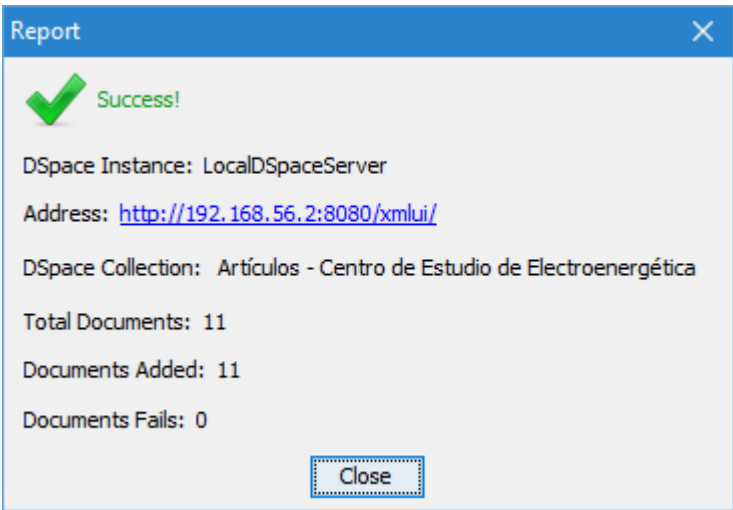 Report
Success!
DSpace Instance: LocalDSpaceServer
Address: http://192.168.56.2:8080/xmlui/
DSpace Collection: Artículos - Centro de Estudio de Electroenergética
Total Documents: 11
Documents Added: 11
Documents Fails: 0
Close